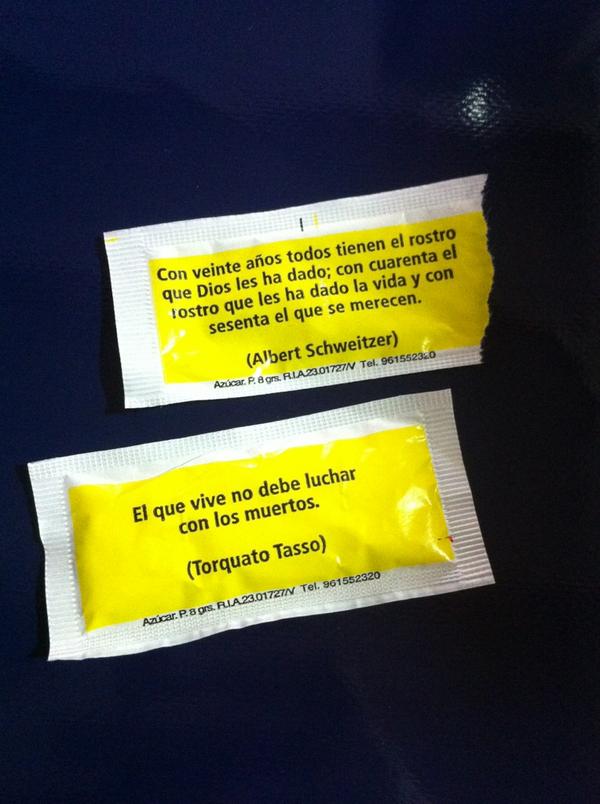 Con veinte años todos tienen el rostro
que Dios les ha dado; con cuarenta el
rostro que les ha dado la vida y con
sesenta el que se merecen.
(Albert Schweitzer)
Azúcar. P. 8 grs. R.I.A.23.01727/V Tel. 961552320
El que vive no debe luchar
con los muertos.
(Torquato Tasso)
Azúcar. P. 8 grs. R.I.A.23.01727/V Tel. 961552320